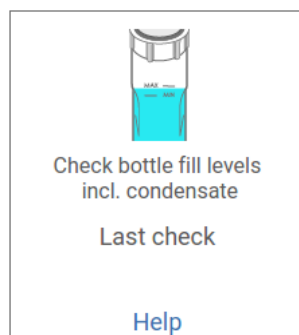 MAX
MIN
Check bottle fill levels
incl. condensate
Last check
Help